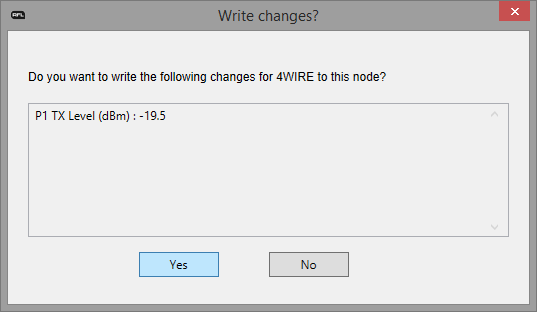 AFL
Write changes?
Do you want to write the following changes for 4WIRE to this node?
P1 TX Level (dBm) : -19.5
Yes
No